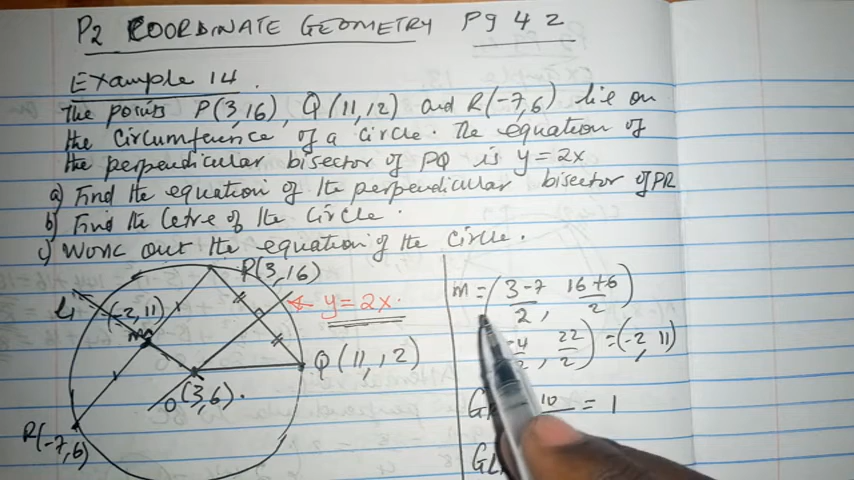 P2 COORDINATE GEOMETRY Pg 42
Example 14.
The points P(3,16), Q(11,12) and R(-7,6) lie on
the circumference of a circle. The equation of
the perpendicular bisector of PQ is y=2x
a) Find the equation of the perpendicular bisector of PR
b) Find the Cetre of the Circle.
c) Work out the equation of the circle.
P(3,16)
L1
(-2,11)
m
y=2x.
Q(11,12)
O(3,6).
R(-7,6)
m = (3-7/2, 16+6/2)
-4/2, 22/2) = (-2, 11)
10 = 1